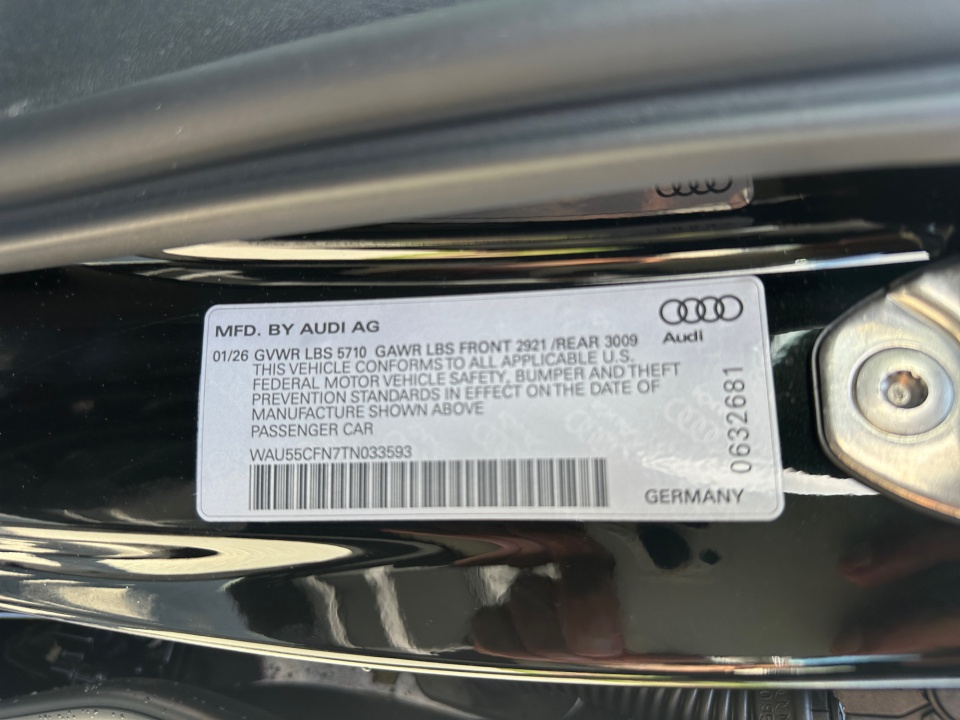 MFD. BY AUDI AG
Audi
01/26 GVWR LBS 5710 GAWR LBS FRONT 2921 /REAR 3009
THIS VEHICLE CONFORMS TO ALL APPLICABLE U.S.
FEDERAL MOTOR VEHICLE SAFETY, BUMPER AND THEFT
PREVENTION STANDARDS IN EFFECT ON THE DATE OF
MANUFACTURE SHOWN ABOVE
PASSENGER CAR
WAU55CFN7TN033593
0632681
GERMANY